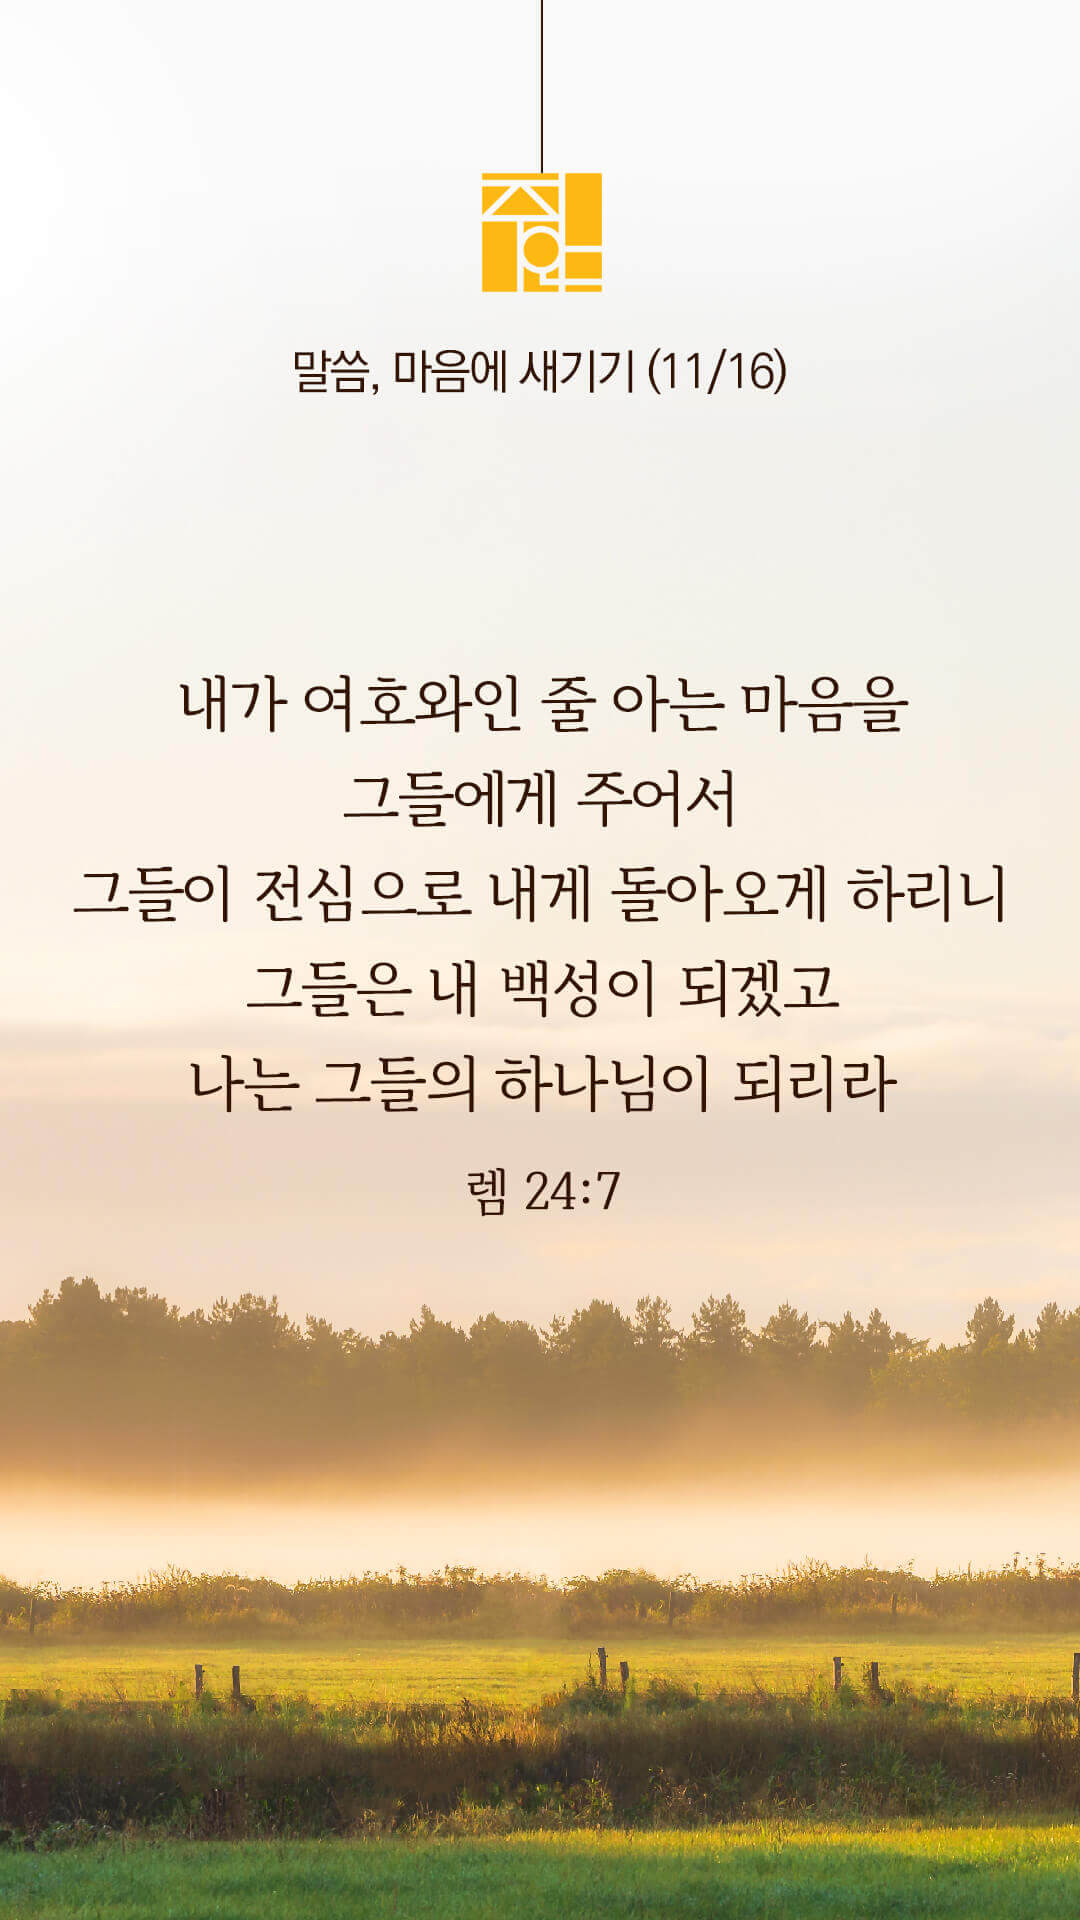 주인
말씀, 마음에 새기기 (11/16)
내가 여호와인 줄 아는 마음을
그들에게 주어서
그들이 전심으로 내게 돌아오게 하리니
그들은 내 백성이 되겠고
나는 그들의 하나님이 되리라
렘 24:7